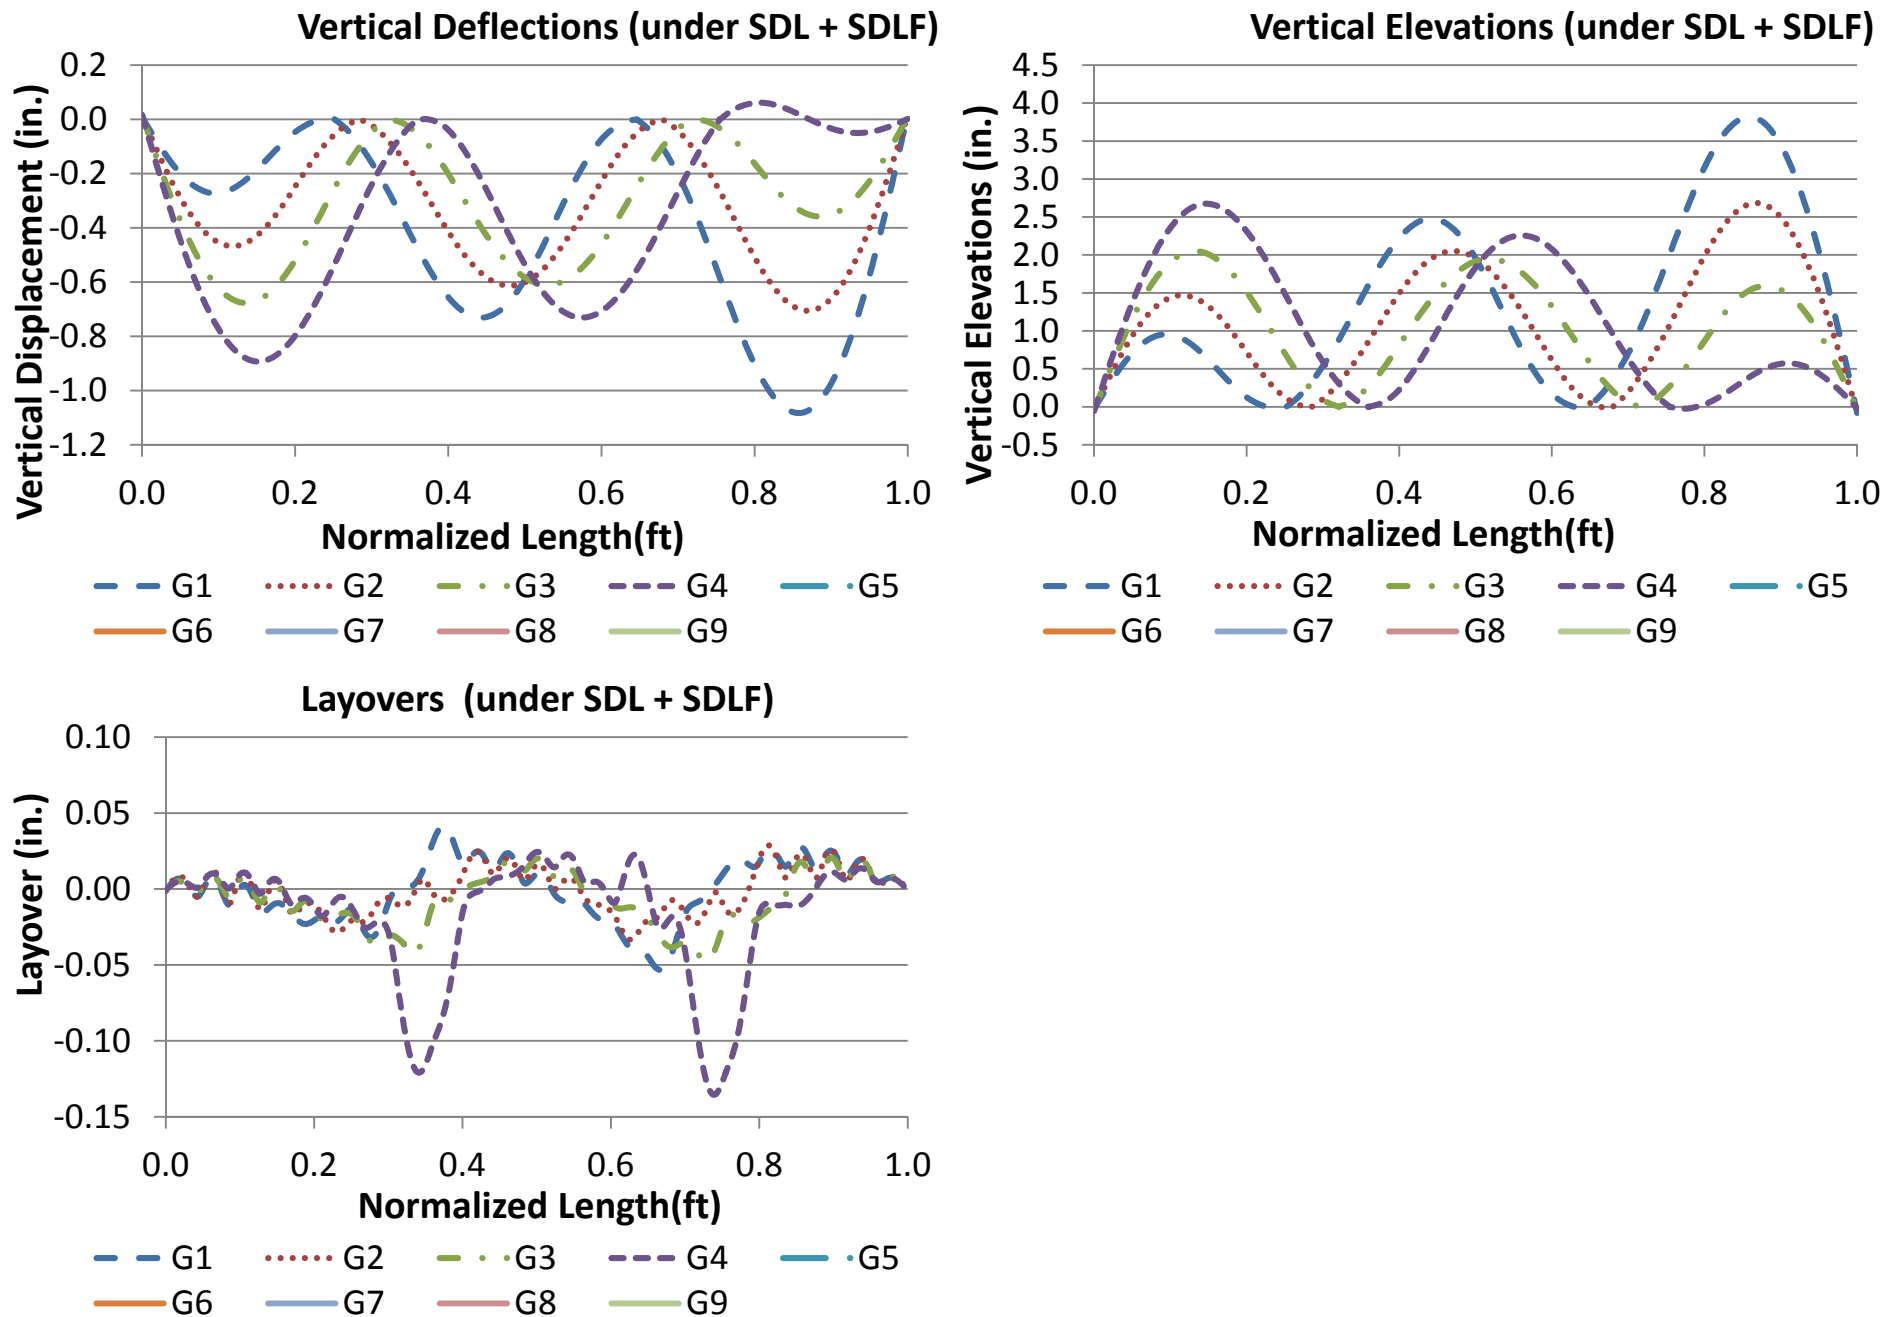 Vertical Deflections (under SDL + SDLF)
Vertical Displacement (in.)
0.2
0.0
-0.2
-0.4
-0.6
-0.8
-1.0
-1.2
0.0 0.2 0.4 0.6 0.8 1.0
Normalized Length(ft)
G1 G2 G3 G4 G5
G6 G7 G8 G9
Vertical Elevations (under SDL + SDLF)
Vertical Elevations (in.)
4.5
4.0
3.5
3.0
2.5
2.0
1.5
1.0
0.5
0.0
-0.5
0.0 0.2 0.4 0.6 0.8 1.0
Normalized Length(ft)
G1 G2 G3 G4 G5
G6 G7 G8 G9
Layovers (under SDL + SDLF)
Layover (in.)
0.10
0.05
0.00
-0.05
-0.10
-0.15
0.0 0.2 0.4 0.6 0.8 1.0
Normalized Length(ft)
G1 G2 G3 G4 G5
G6 G7 G8 G9